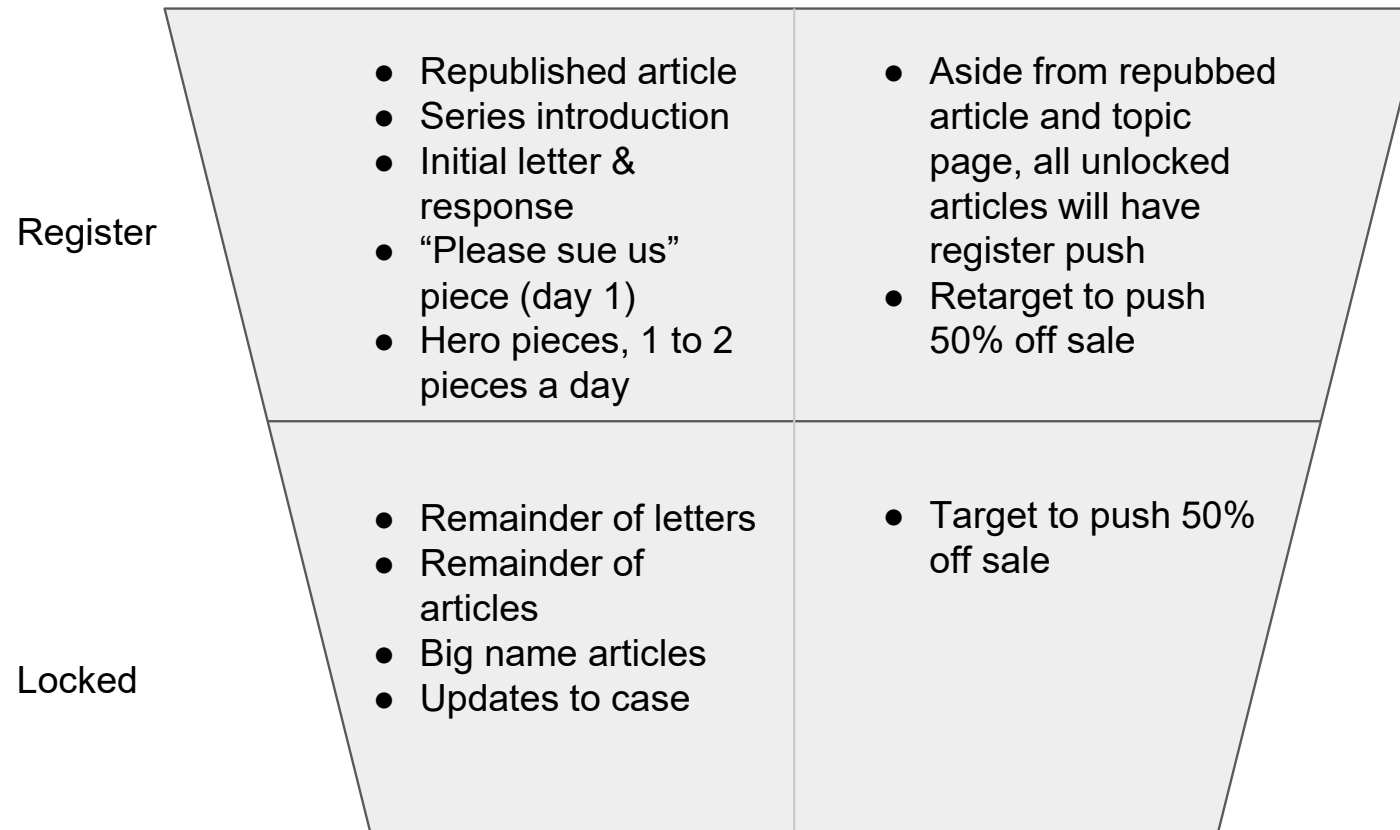 Register
● Republished article
● Series introduction
● Initial letter &
response
● “Please sue us”
piece (day 1)
● Hero pieces, 1 to 2
pieces a day
● Aside from repubbed
article and topic
page, all unlocked
articles will have
register push
● Retarget to push
50% off sale
Locked
● Remainder of letters
● Remainder of
articles
● Big name articles
● Updates to case
● Target to push 50%
off sale